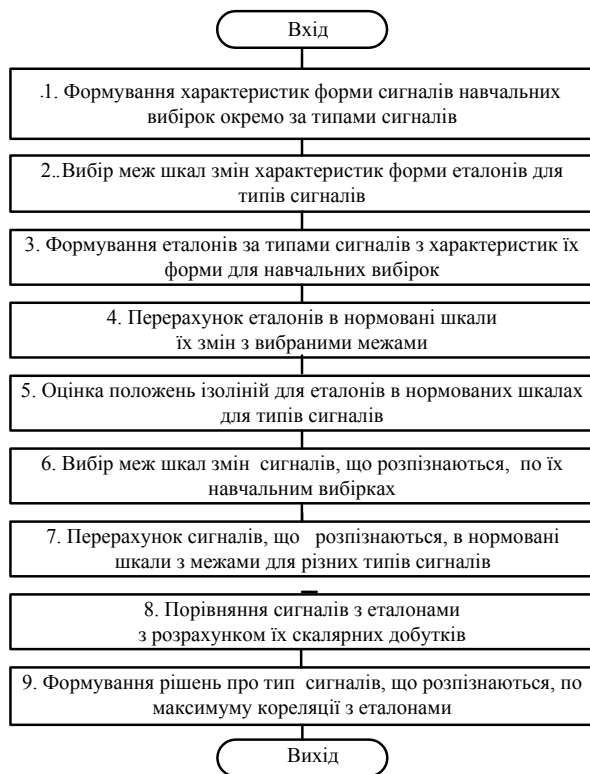 Вхід
.1. Формування характеристик форми сигналів навчальних
вибірок окремо за типами сигналів
2..Вибір меж шкал змін характеристик форми еталонів для
типів сигналів
3. Формування еталонів за типами сигналів з характеристик їх
форми для навчальних вибірок
4. Перерахунок еталонів в нормовані шкали
їх змін з вибраними межами
5. Оцінка положень ізоліній для еталонів в нормованих шкалах
для типів сигналів
6. Вибір меж шкал змін сигналів, що розпізнаються, по їх
навчальним вибірках
7. Перерахунок сигналів, що розпізнаються, в нормовані
шкали з межами для різних типів сигналів
8. Порівняння сигналів з еталонами
з розрахунком їх скалярних добутків
9. Формування рішень про тип сигналів, що розпізнаються, по
максимуму кореляції з еталонами
Вихід